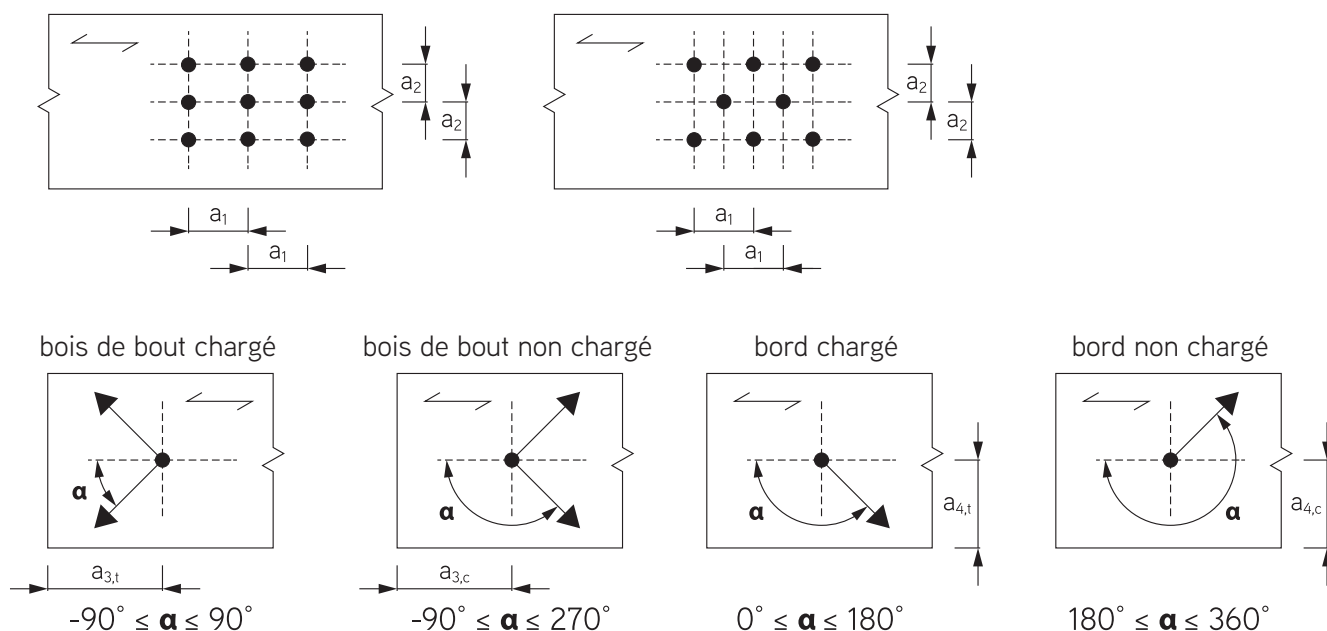 a2
a2
a1
a1
a2
a2
a1
a1
bois de bout chargé
bois de bout non chargé
bord chargé
bord non chargé
α
α
α
α
a4,t
a4,c
a3,t
a3,c
-90° ≤ α ≤ 90°
-90° ≤ α ≤ 270°
0° ≤ α ≤ 180°
180° ≤ α ≤ 360°